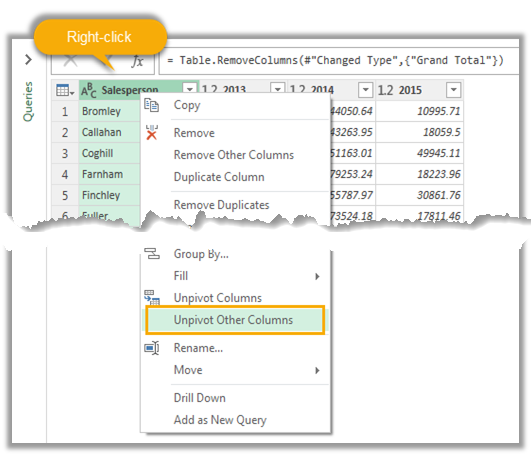 Right-click
fx = Table.RemoveColumns(#"Changed Type",{"Grand Total"})
Queries
ABC Salesperson 1.2 2013 1.2 2014 1.2 2015
1 Bromley 44050.64 10995.71
2 Callahan 43263.95 18059.5
3 Coghill 51163.01 49945.11
4 Farnham 79253.24 18223.96
5 Finchley 55787.97 30861.76
6 Fuller 73524.18 17811.46
Copy
Remove
Remove Other Columns
Duplicate Column
Remove Duplicates
Group By...
Fill
Unpivot Columns
Unpivot Other Columns
Rename...
Move
Drill Down
Add as New Query